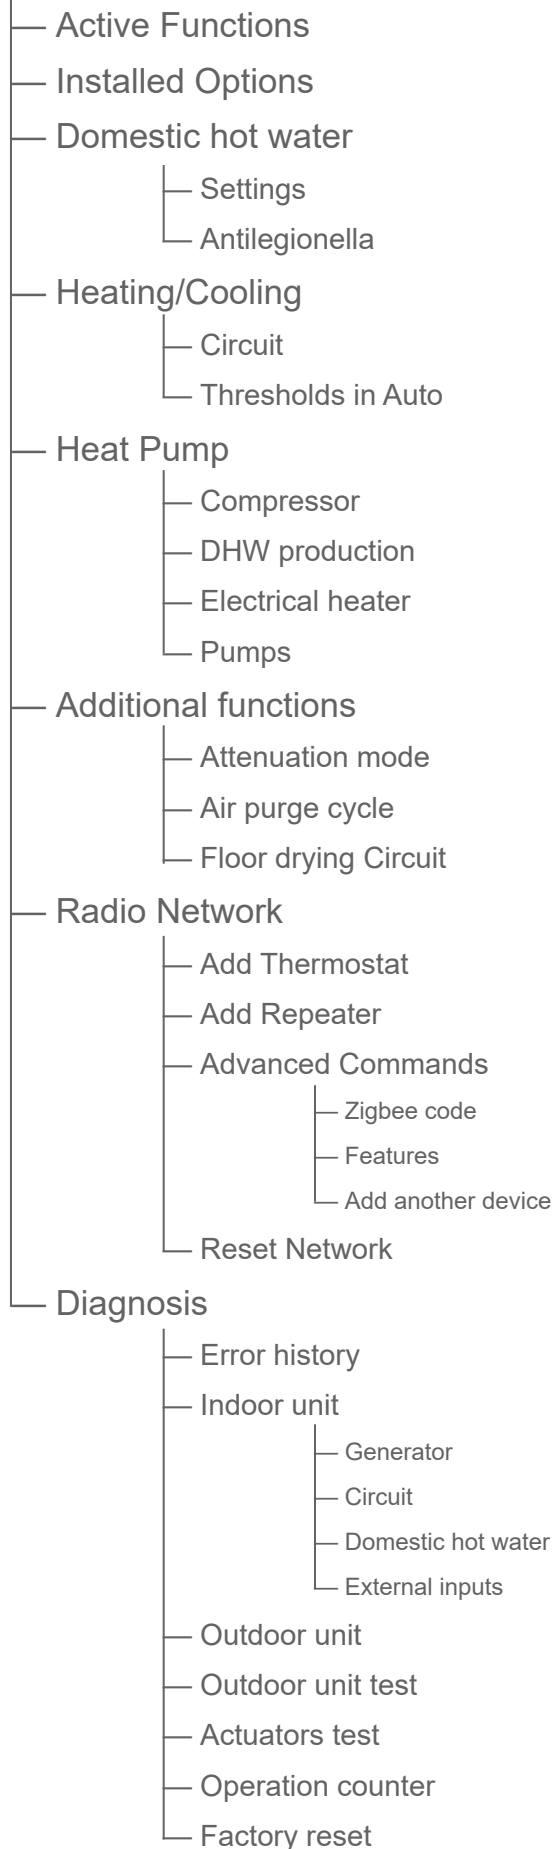 Active Functions
Installed Options
Domestic hot water
Settings
Antilegionella
Heating/Cooling
Circuit
Thresholds in Auto
Heat Pump
Compressor
DHW production
Electrical heater
Pumps
Additional functions
Attenuation mode
Air purge cycle
Floor drying Circuit
Radio Network
Add Thermostat
Add Repeater
Advanced Commands
Zigbee code
Features
Add another device
Reset Network
Diagnosis
Error history
Indoor unit
Generator
Circuit
Domestic hot water
External inputs
Outdoor unit
Outdoor unit test
Actuators test
Operation counter
Factory reset